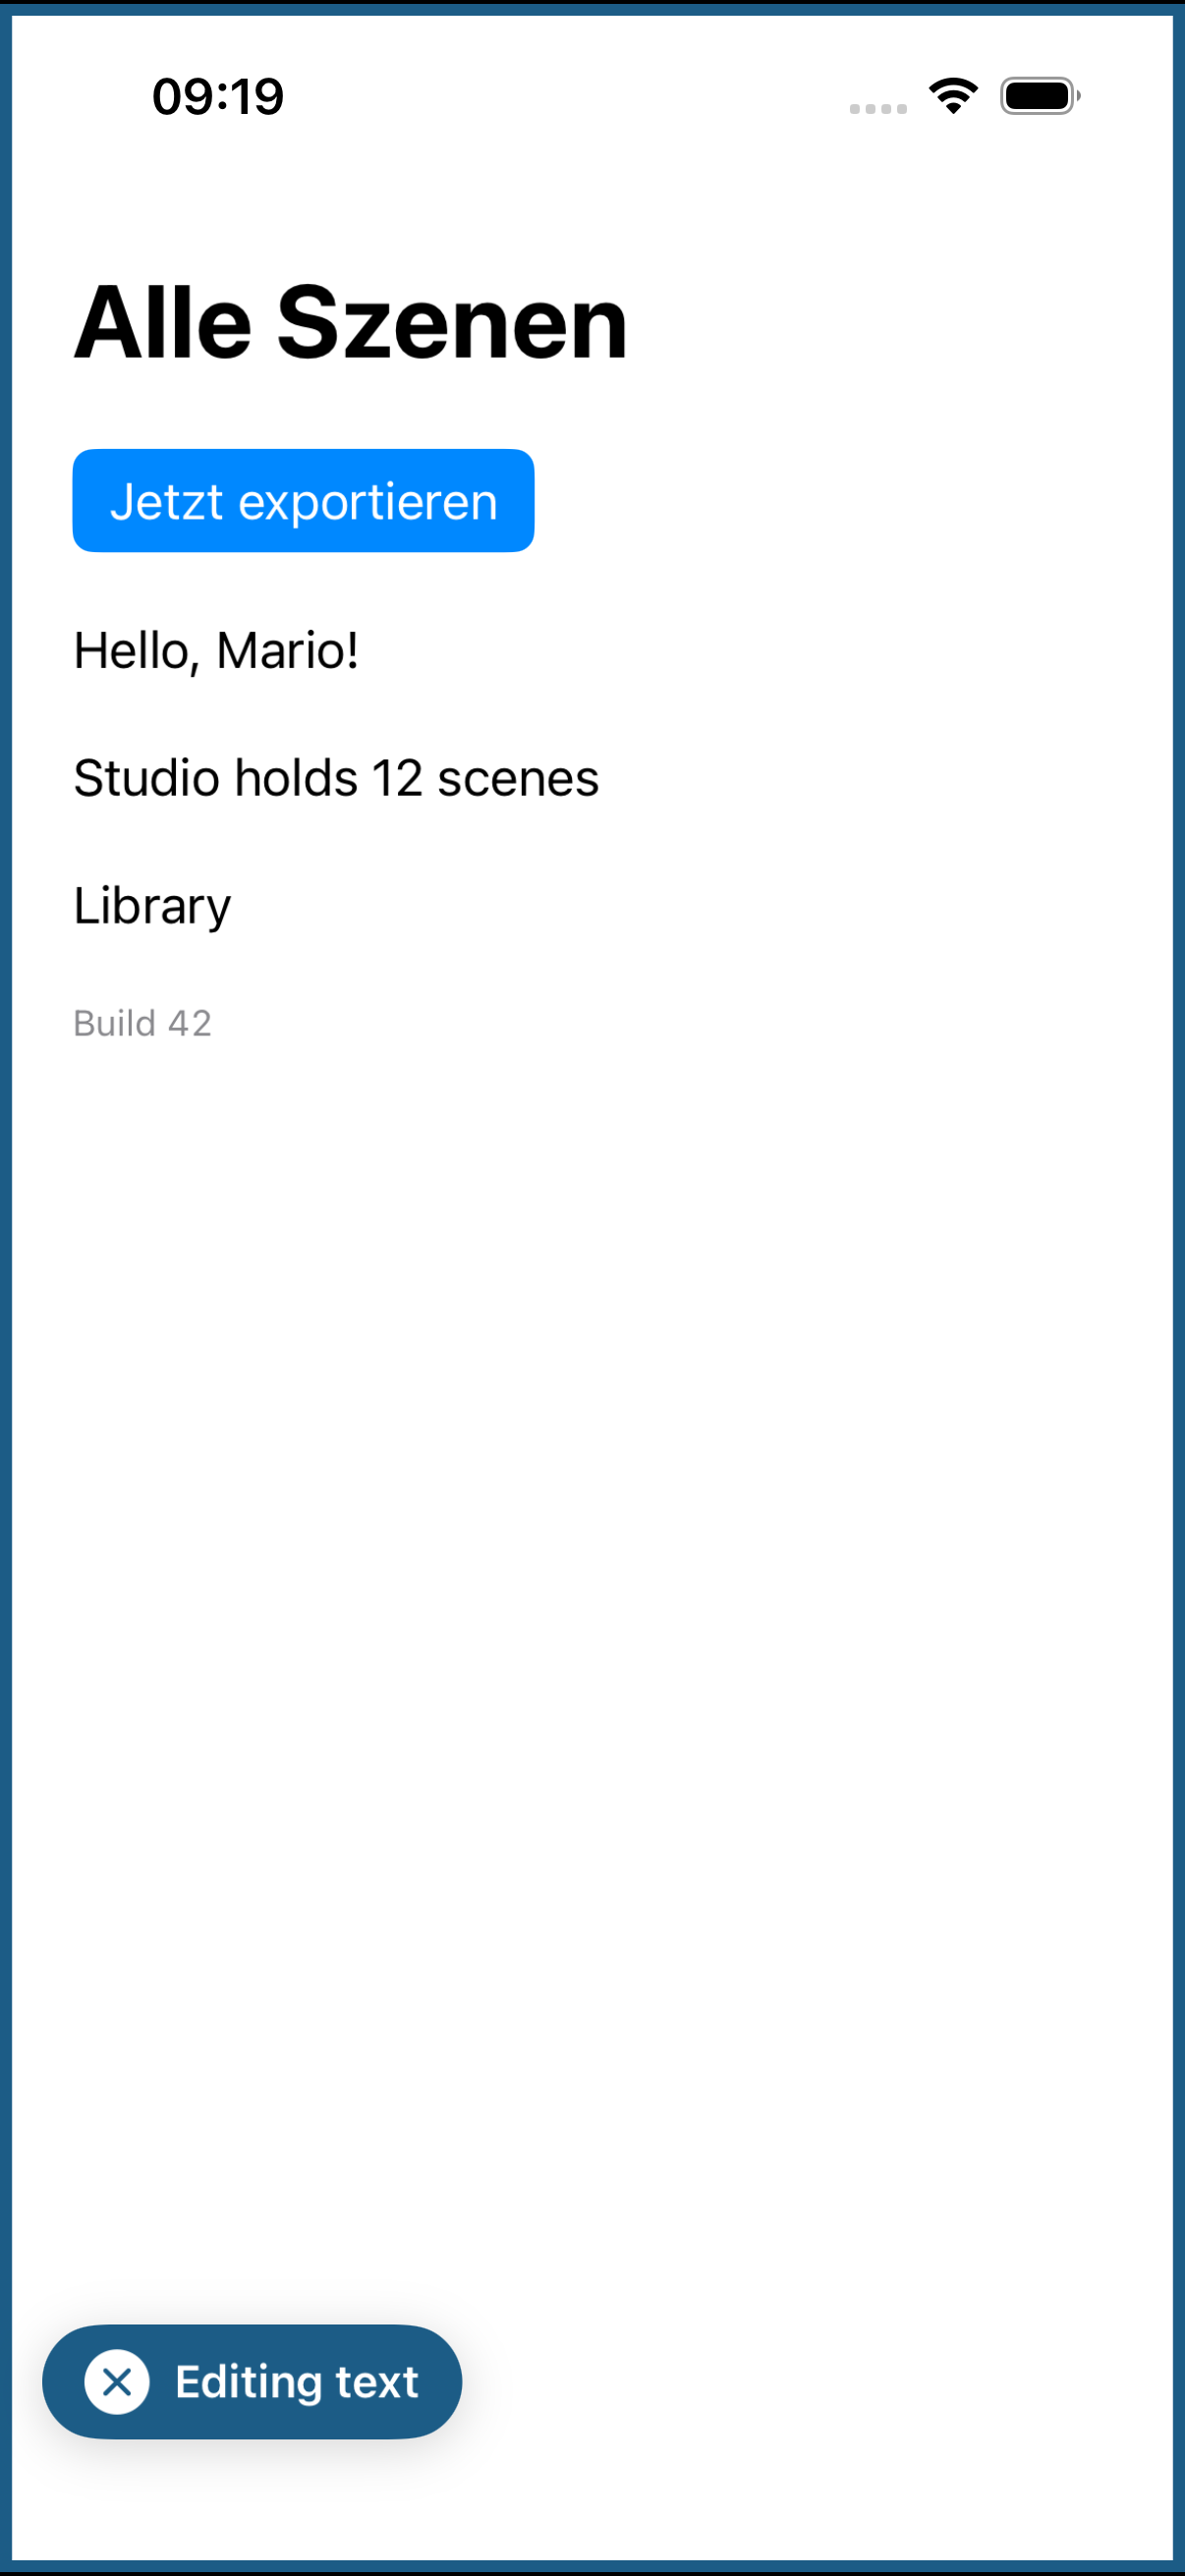 09:19
Alle Szenen
Jetzt exportieren
Hello, Mario!
Studio holds 12 scenes
Library
Build 42
Editing text